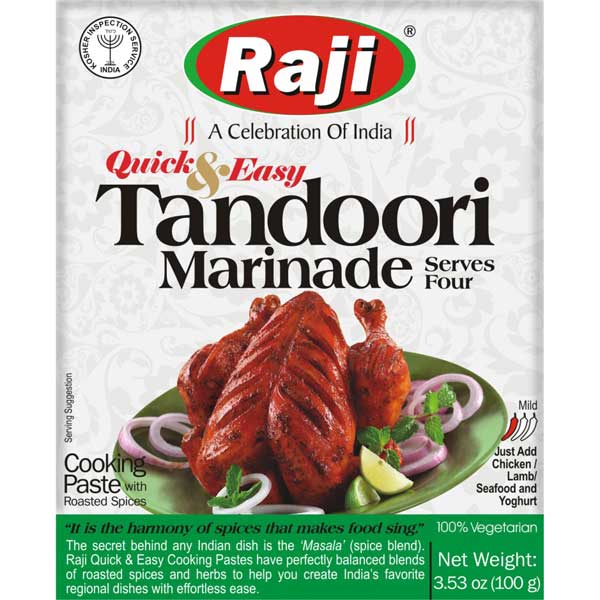 KOSHER INSPECTION SERVICE
INDIA
Raji
®
A Celebration Of India
Quick & Easy
Tandoori
Marinade
Serves
Four
Serving Suggestion
Mild
Cooking
Paste with
Roasted Spices
Just Add
Chicken /
Lamb/
Seafood and
Yoghurt
"It is the harmony of spices that makes food sing."
The secret behind any Indian dish is the 'Masala' (spice blend).
Raji Quick & Easy Cooking Pastes have perfectly balanced blends
of roasted spices and herbs to help you create India's favorite
regional dishes with effortless ease.
100% Vegetarian
Net Weight:
3.53 oz (100 g)